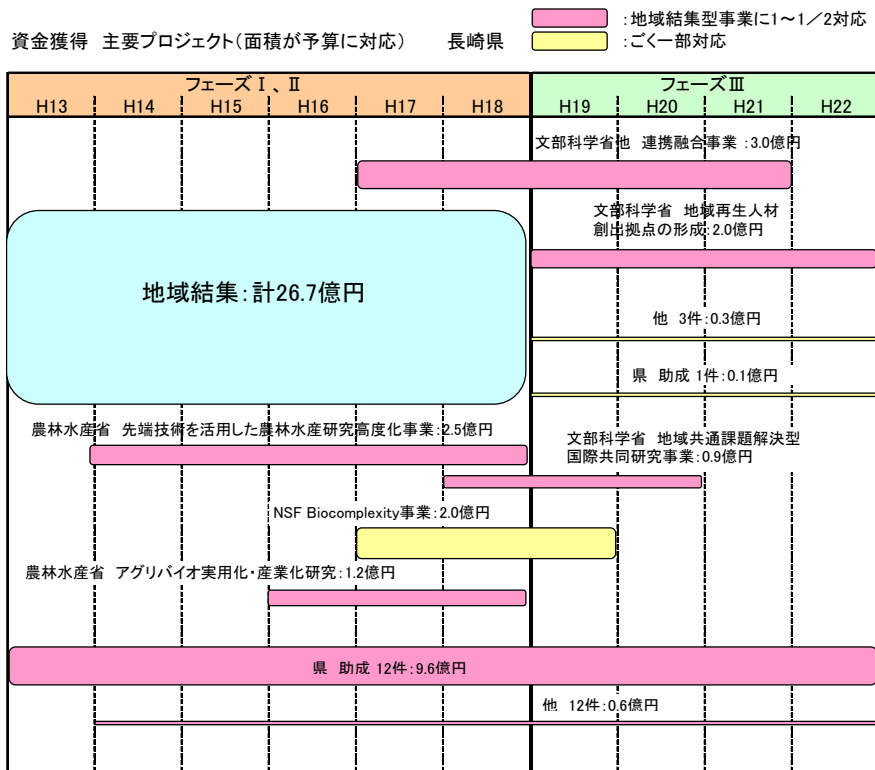 資金獲得 主要プロジェクト(面積が予算に対応) 長崎県
:地域結集型事業に1～1／2対応
:ごく一部対応
フェーズⅠ、Ⅱ フェーズⅢ
H13 H14 H15 H16 H17 H18 H19 H20 H21 H22
文部科学省他 連携融合事業:3.0億円
文部科学省 地域再生人材
創出拠点の形成:2.0億円
地域結集:計26.7億円
他 3件:0.3億円
県 助成 1件:0.1億円
農林水産省 先端技術を活用した農林水産研究高度化事業:2.5億円
文部科学省 地域共通課題解決型
国際共同研究事業:0.9億円
NSF Biocomplexity事業:2.0億円
農林水産省 アグリバイオ実用化・産業化研究:1.2億円
県 助成 12件:9.6億円
他 12件:0.6億円